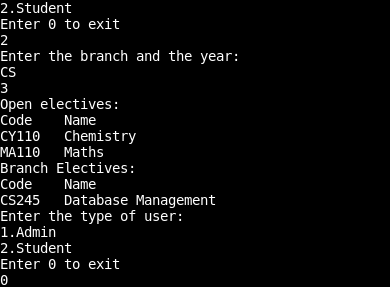 2.Student
Enter 0 to exit
2
Enter the branch and the year:
CS
3
Open electives:
Code    Name
CY110   Chemistry
MA110   Maths
Branch Electives:
Code    Name
CS245   Database Management
Enter the type of user:
1.Admin
2.Student
Enter 0 to exit
0